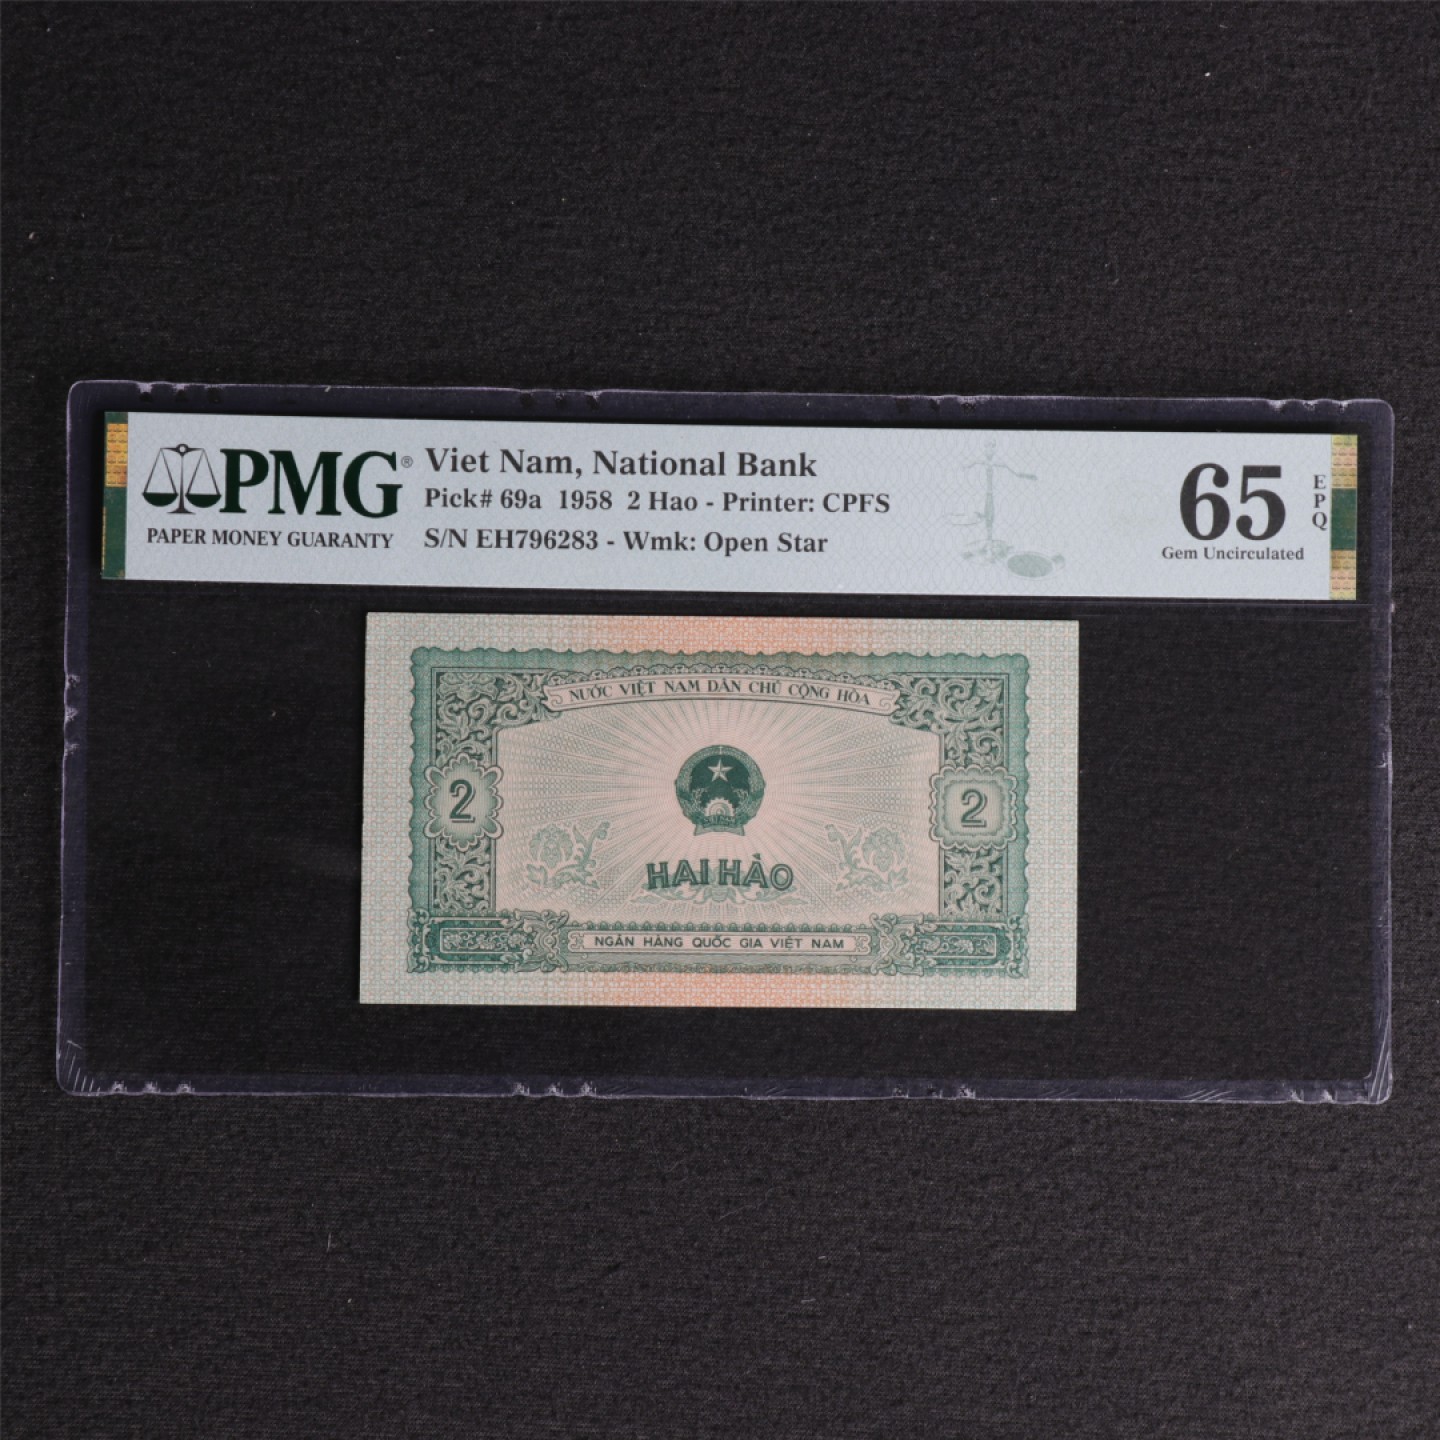 PMG®
PAPER MONEY GUARANTY
Viet Nam, National Bank
Pick# 69a 1958 2 Hao - Printer: CPFS
S/N EH796283 - Wmk: Open Star
65
EPQ
Gem Uncirculated
NƯỚC VIỆT NAM DÂN CHỦ CỘNG HÒA
2
2
HAI HÀO
NGÂN HÀNG QUỐC GIA VIỆT NAM